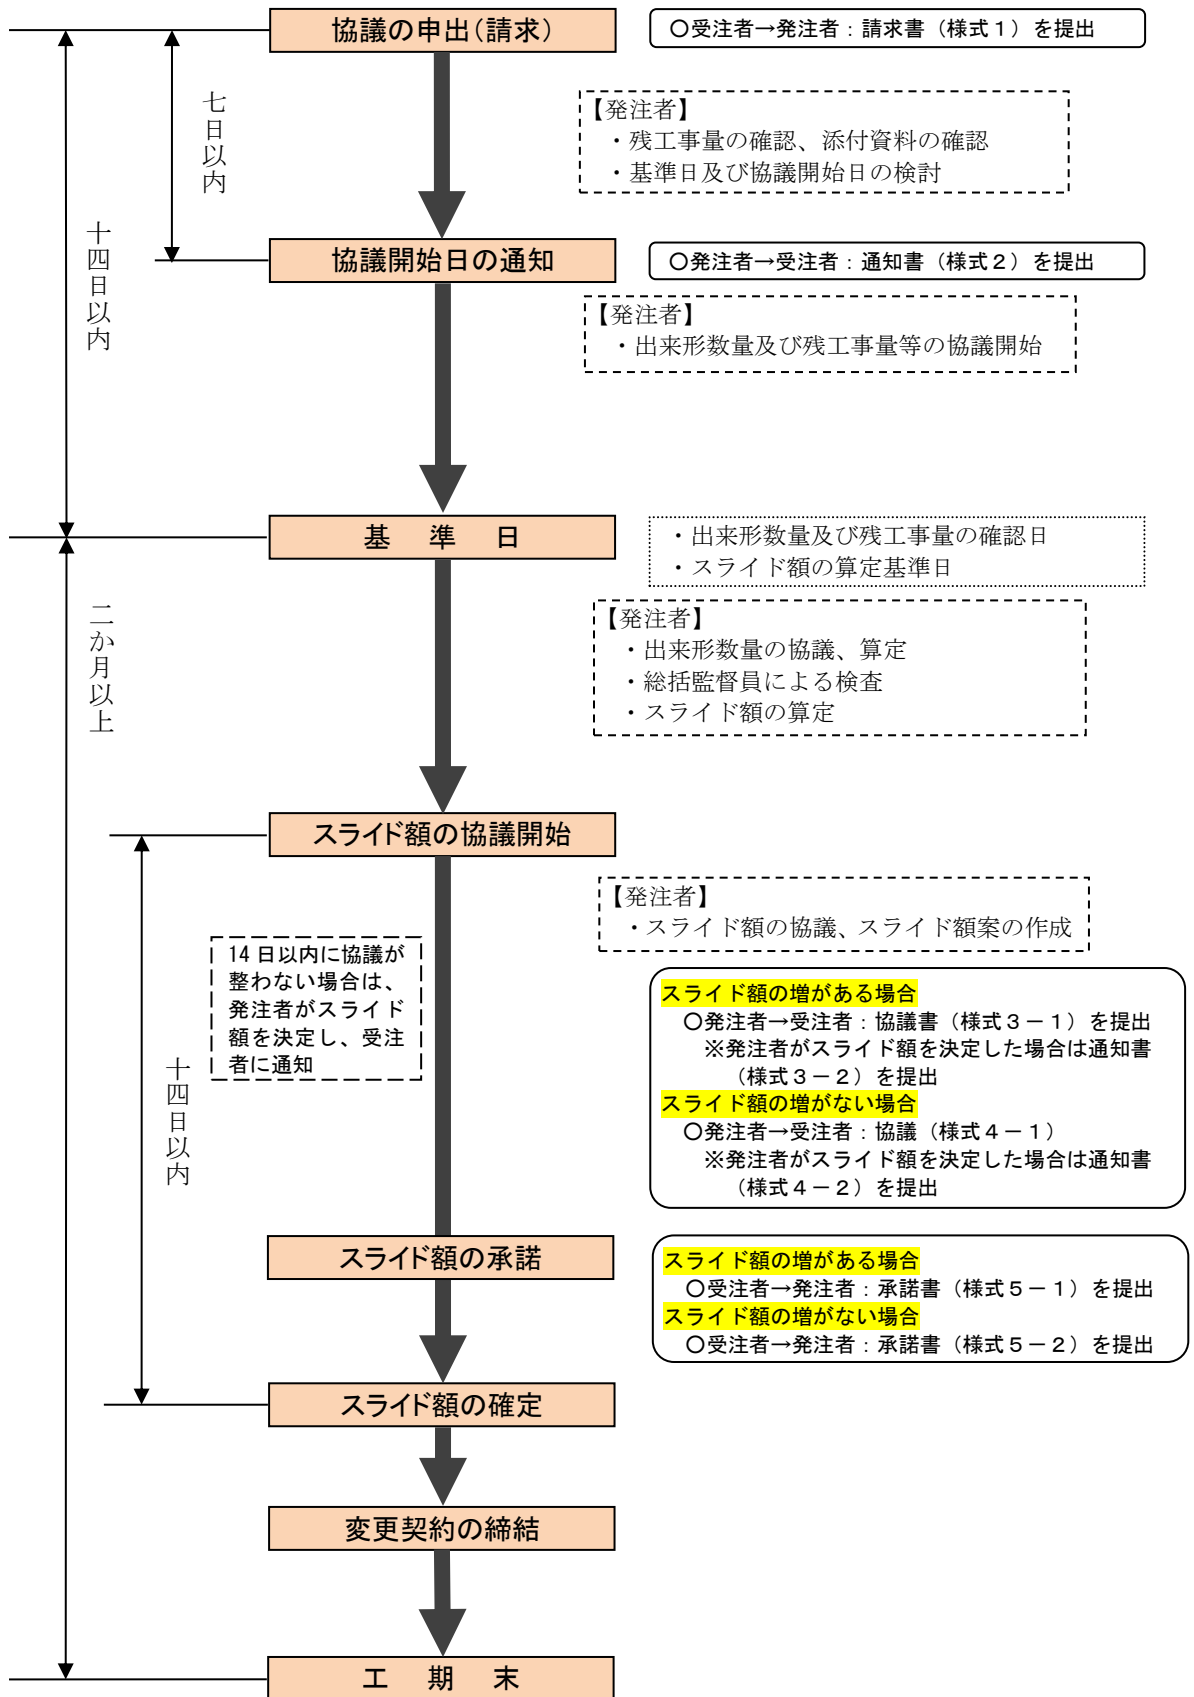 協議の申出(請求)
〇受注者→発注者：請求書（様式１）を提出
七日以内
【発注者】
・残工事量の確認、添付資料の確認
・基準日及び協議開始日の検討
十四日以内
協議開始日の通知
〇発注者→受注者：通知書（様式２）を提出
【発注者】
・出来形数量及び残工事量等の協議開始
基　準　日
・出来形数量及び残工事量の確認日
・スライド額の算定基準日
二か月以上
【発注者】
・出来形数量の協議、算定
・総括監督員による検査
・スライド額の算定
スライド額の協議開始
【発注者】
・スライド額の協議、スライド額案の作成
14 日以内に協議が
整わない場合は、
発注者がスライド
額を決定し、受注
者に通知
十四日以内
スライド額の増がある場合
〇発注者→受注者：協議書（様式３－１）を提出
※発注者がスライド額を決定した場合は通知書
（様式３－２）を提出
スライド額の増がない場合
〇発注者→受注者：協議（様式４－１）
※発注者がスライド額を決定した場合は通知書
（様式４－２）を提出
スライド額の承諾
スライド額の増がある場合
〇受注者→発注者：承諾書（様式５－１）を提出
スライド額の増がない場合
〇受注者→発注者：承諾書（様式５－２）を提出
スライド額の確定
変更契約の締結
工　期　末